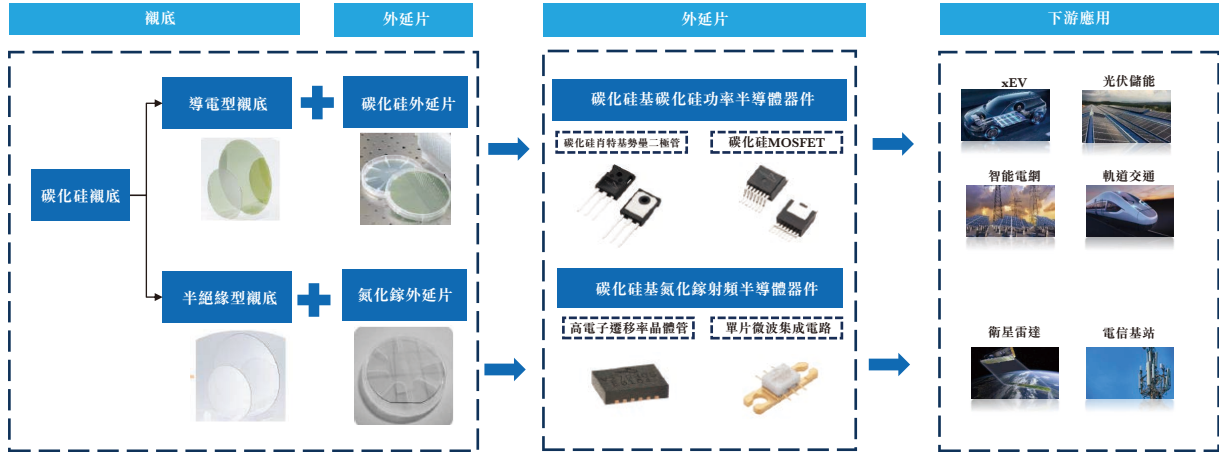 襯底
外延片
外延片
下游應用
碳化硅襯底
導電型襯底
碳化硅外延片
半絕緣型襯底
氮化鎵外延片
碳化硅基碳化硅功率半導體器件
碳化硅肖特基勢壘二極管
碳化硅MOSFET
碳化硅基氮化鎵射頻半導體器件
高電子遷移率晶體管
單片微波集成電路
xEV
光伏儲能
智能電網
軌道交通
衛星雷達
電信基站